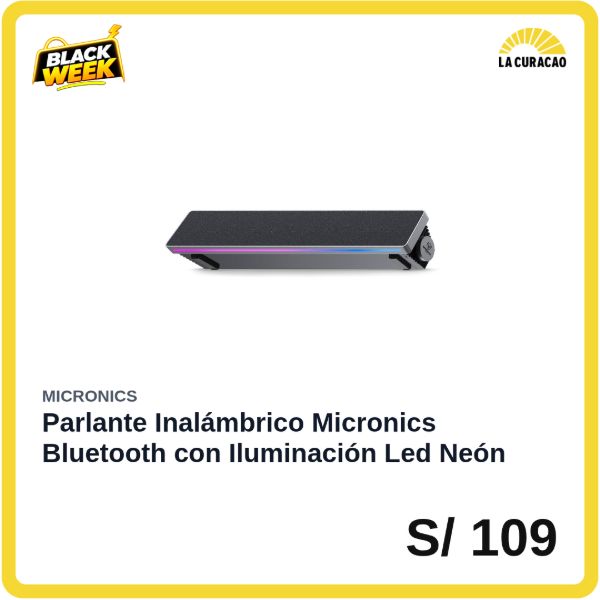 BLACK
WEEK
LA CURACAO
MICRONICS
Parlante Inalámbrico Micronics
Bluetooth con Iluminación Led Neón
S/ 109